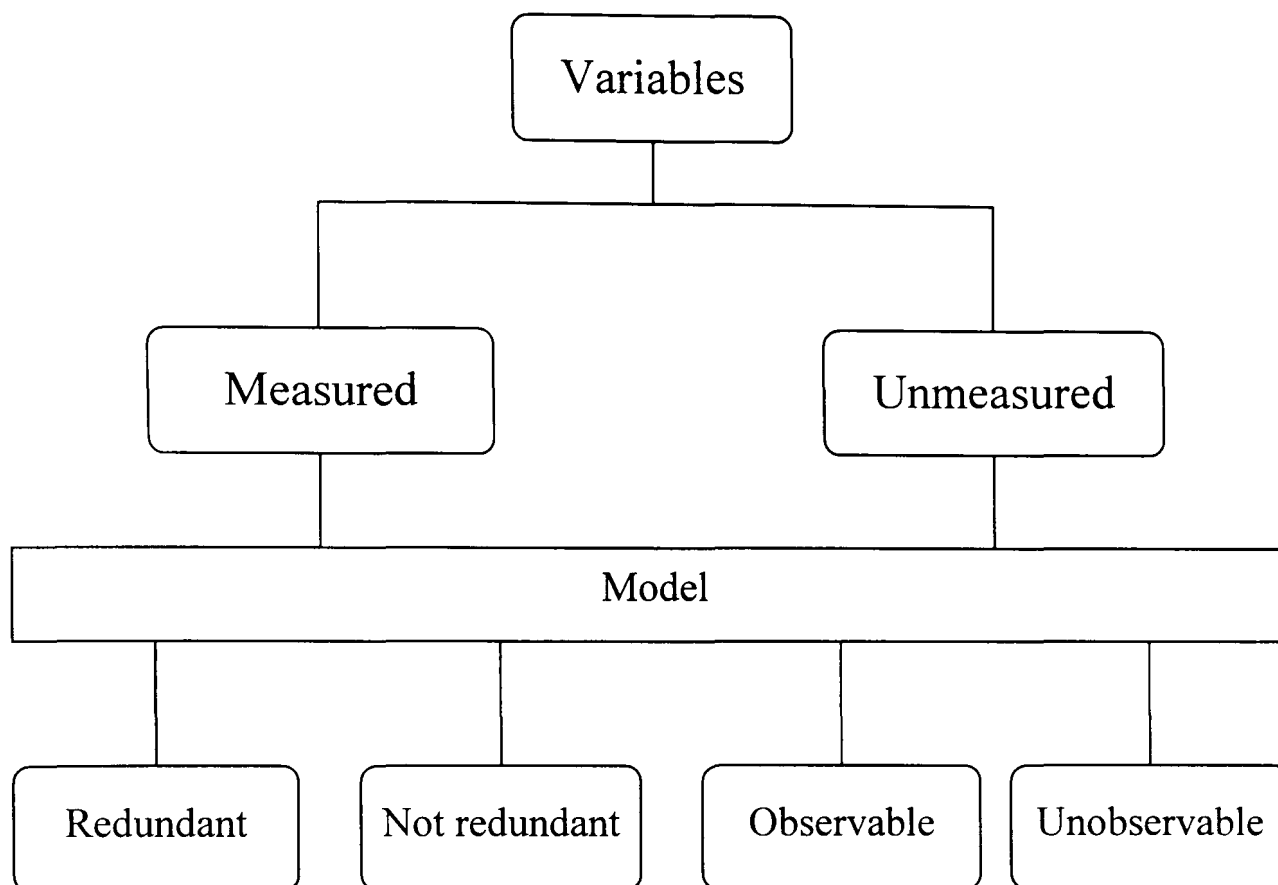 Variables
Measured
Unmeasured
Model
Redundant
Not redundant
Observable
Unobservable